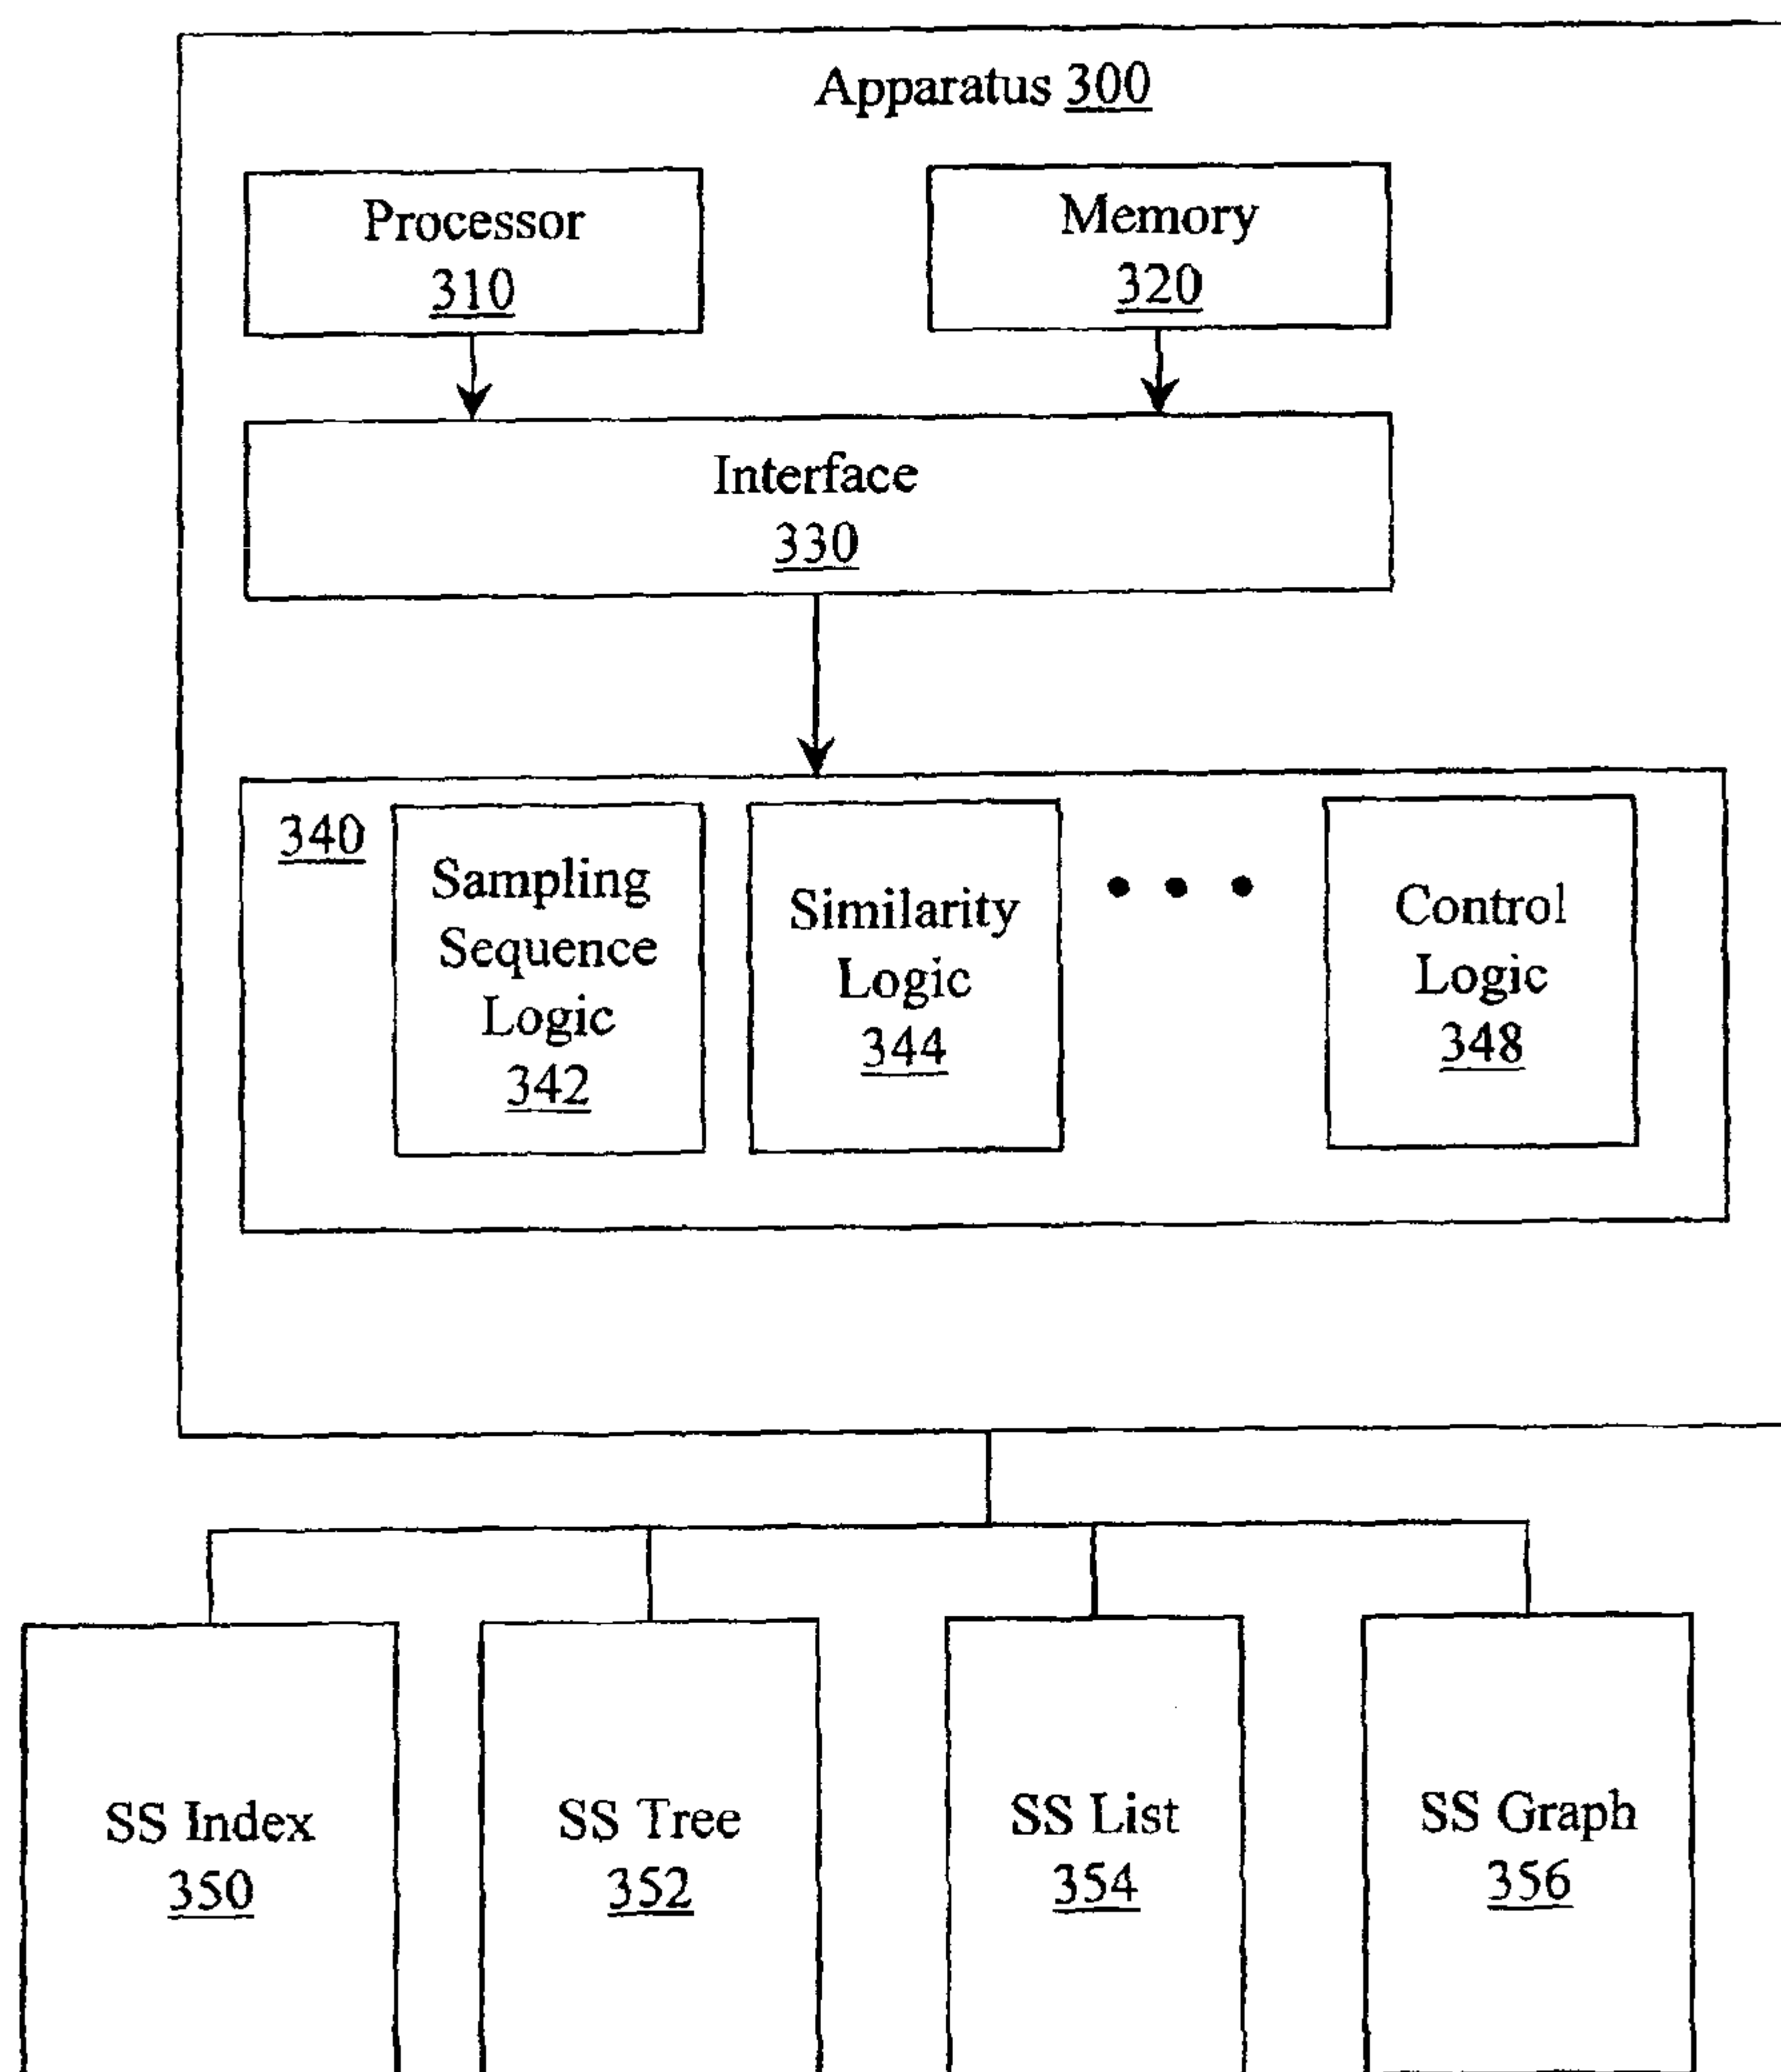 Apparatus 300
Processor
310
Memory
320
Interface
330
340
Sampling
Sequence
Logic
342
Similarity
Logic
344
Control
Logic
348
SS Index
350
SS Tree
352
SS List
354
SS Graph
356